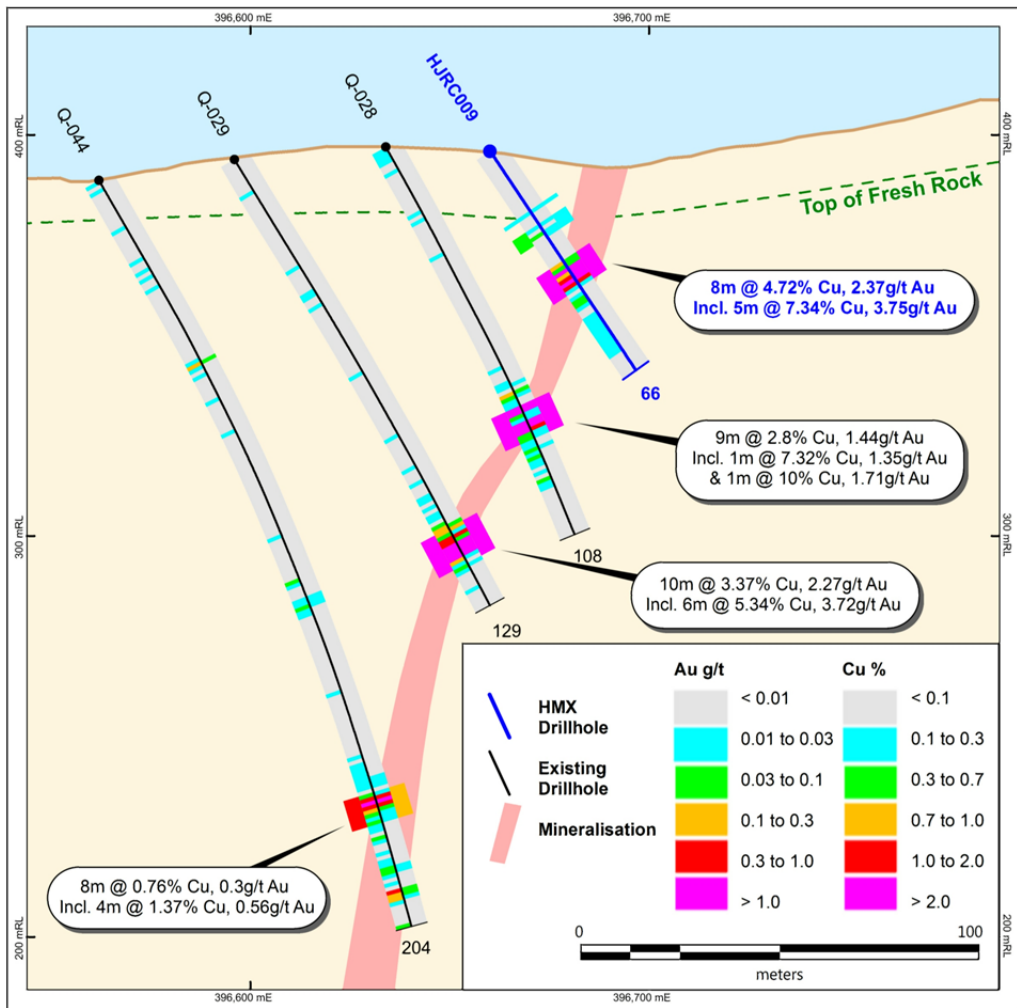 396,600 mE
396,700 mE
HJRC009
Q-028
Q-029
Q-044
400 mRL
400 mRL
Top of Fresh Rock
8m @ 4.72% Cu, 2.37g/t Au
Incl. 5m @ 7.34% Cu, 3.75g/t Au
66
9m @ 2.8% Cu, 1.44g/t Au
Incl. 1m @ 7.32% Cu, 1.35g/t Au
& 1m @ 10% Cu, 1.71g/t Au
300 mRL
300 mRL
108
10m @ 3.37% Cu, 2.27g/t Au
Incl. 6m @ 5.34% Cu, 3.72g/t Au
129
Au g/t
Cu %
HMX
Drillhole
< 0.01
< 0.1
0.01 to 0.03
0.1 to 0.3
Existing
Drillhole
0.03 to 0.1
0.3 to 0.7
Mineralisation
0.1 to 0.3
0.7 to 1.0
0.3 to 1.0
1.0 to 2.0
> 1.0
> 2.0
8m @ 0.76% Cu, 0.3g/t Au
Incl. 4m @ 1.37% Cu, 0.56g/t Au
204
0
100
meters
200 mRL
200 mRL
396,600 mE
396,700 mE